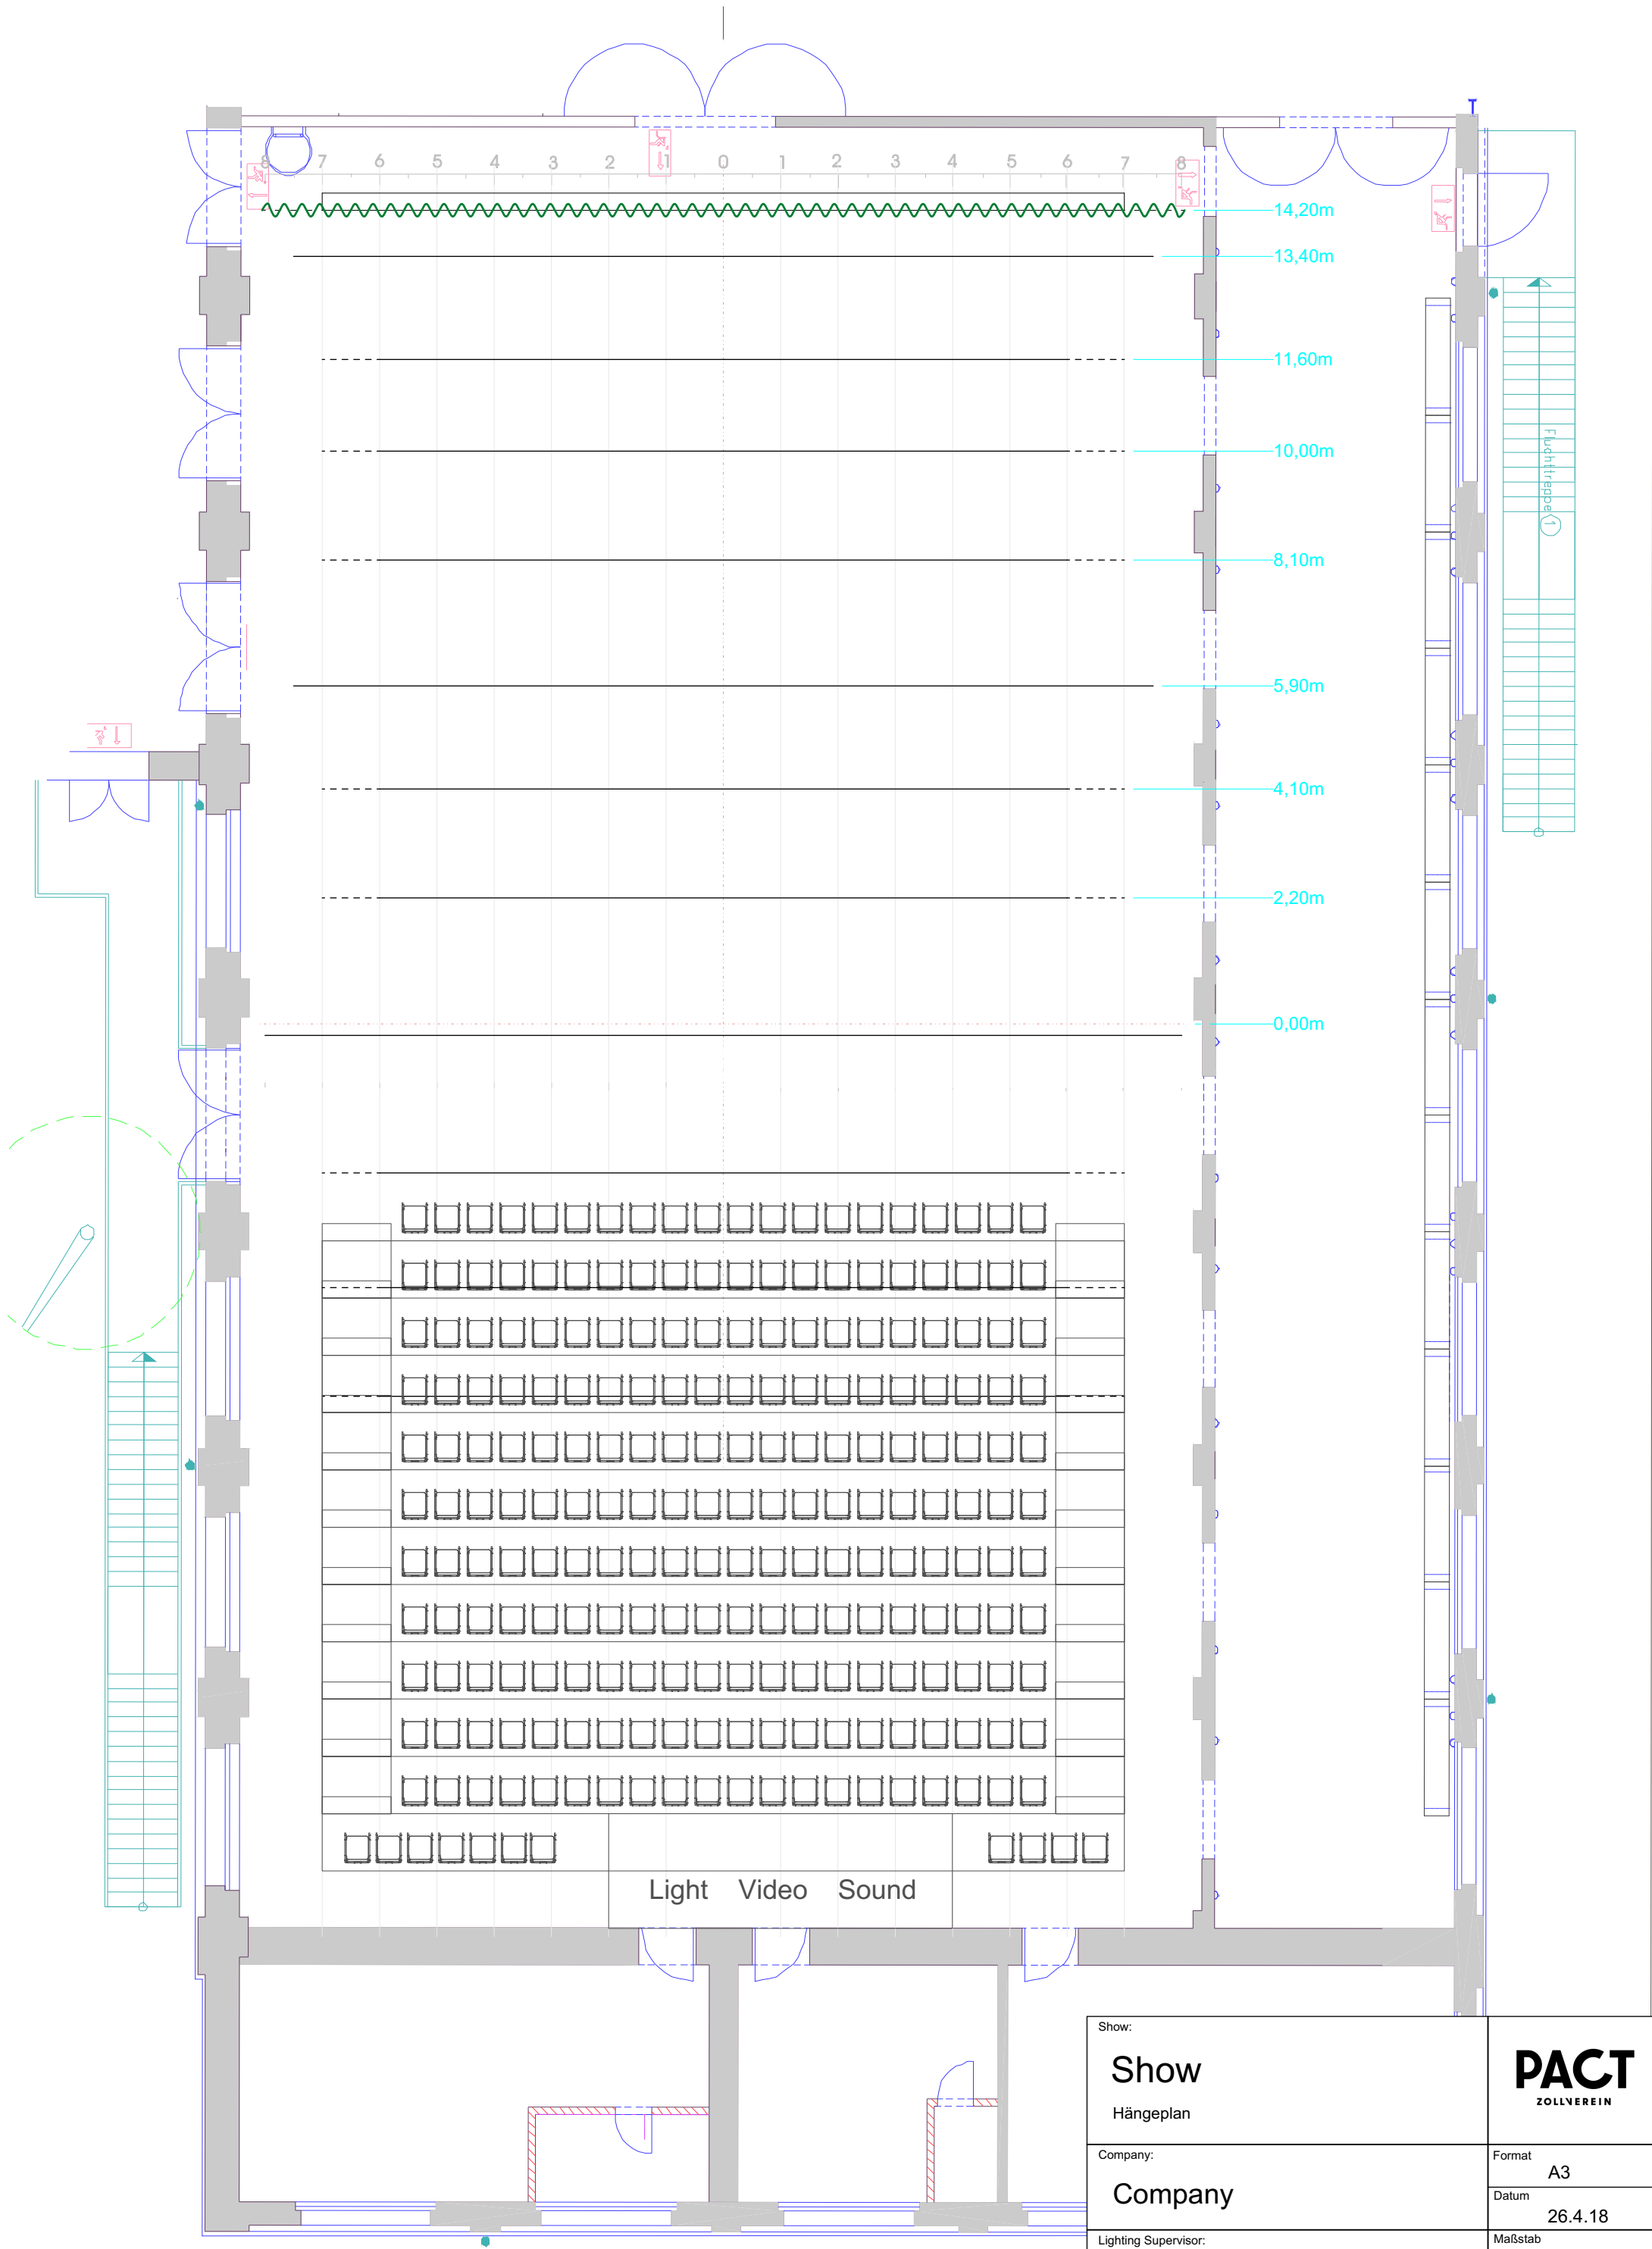 8 7 6 5 4 3 2 1 0 1 2 3 4 5 6 7 8
14,20m
13,40m
11,60m
10,00m
8,10m
5,90m
4,10m
2,20m
0,00m
Fluchttreppe 1
Light Video Sound
Show:
Show
Hängeplan
PACT
ZOLLVEREIN
Company:
Company
Format
A3
Datum
26.4.18
Lighting Supervisor:
Maßstab